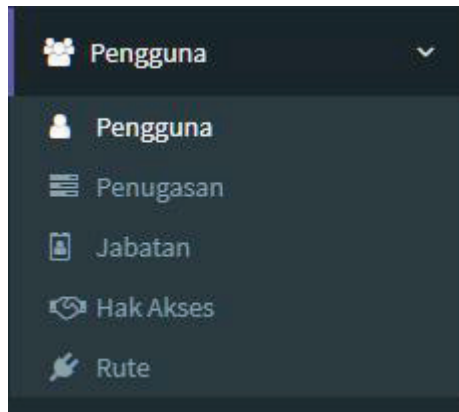 Pengguna
Pengguna
Penugasan
Jabatan
Hak Akses
Rute